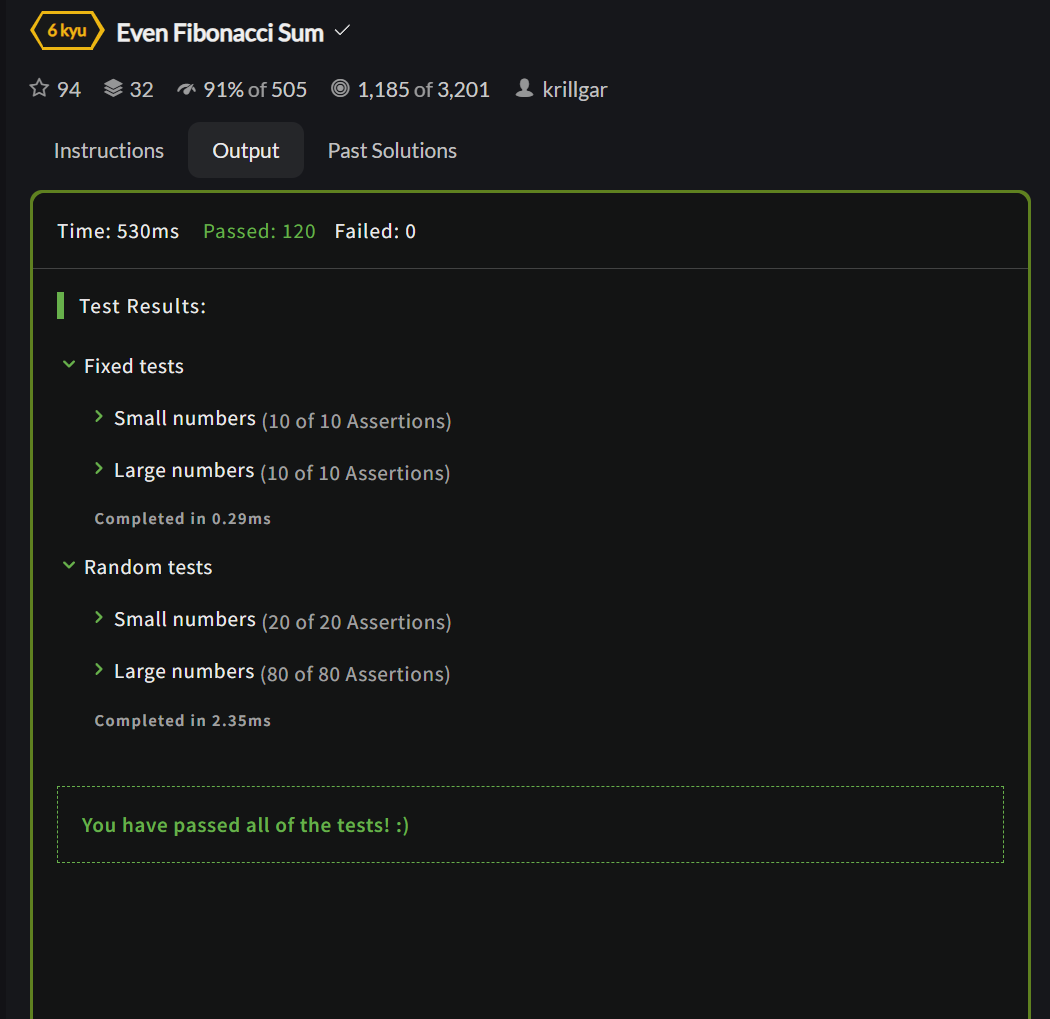 6 kyu Even Fibonacci Sum
94 32 91% of 505 1,185 of 3,201 krillgar
Instructions Output Past Solutions
Time: 530ms Passed: 120 Failed: 0
Test Results:
Fixed tests
Small numbers (10 of 10 Assertions)
Large numbers (10 of 10 Assertions)
Completed in 0.29ms
Random tests
Small numbers (20 of 20 Assertions)
Large numbers (80 of 80 Assertions)
Completed in 2.35ms
You have passed all of the tests! :)